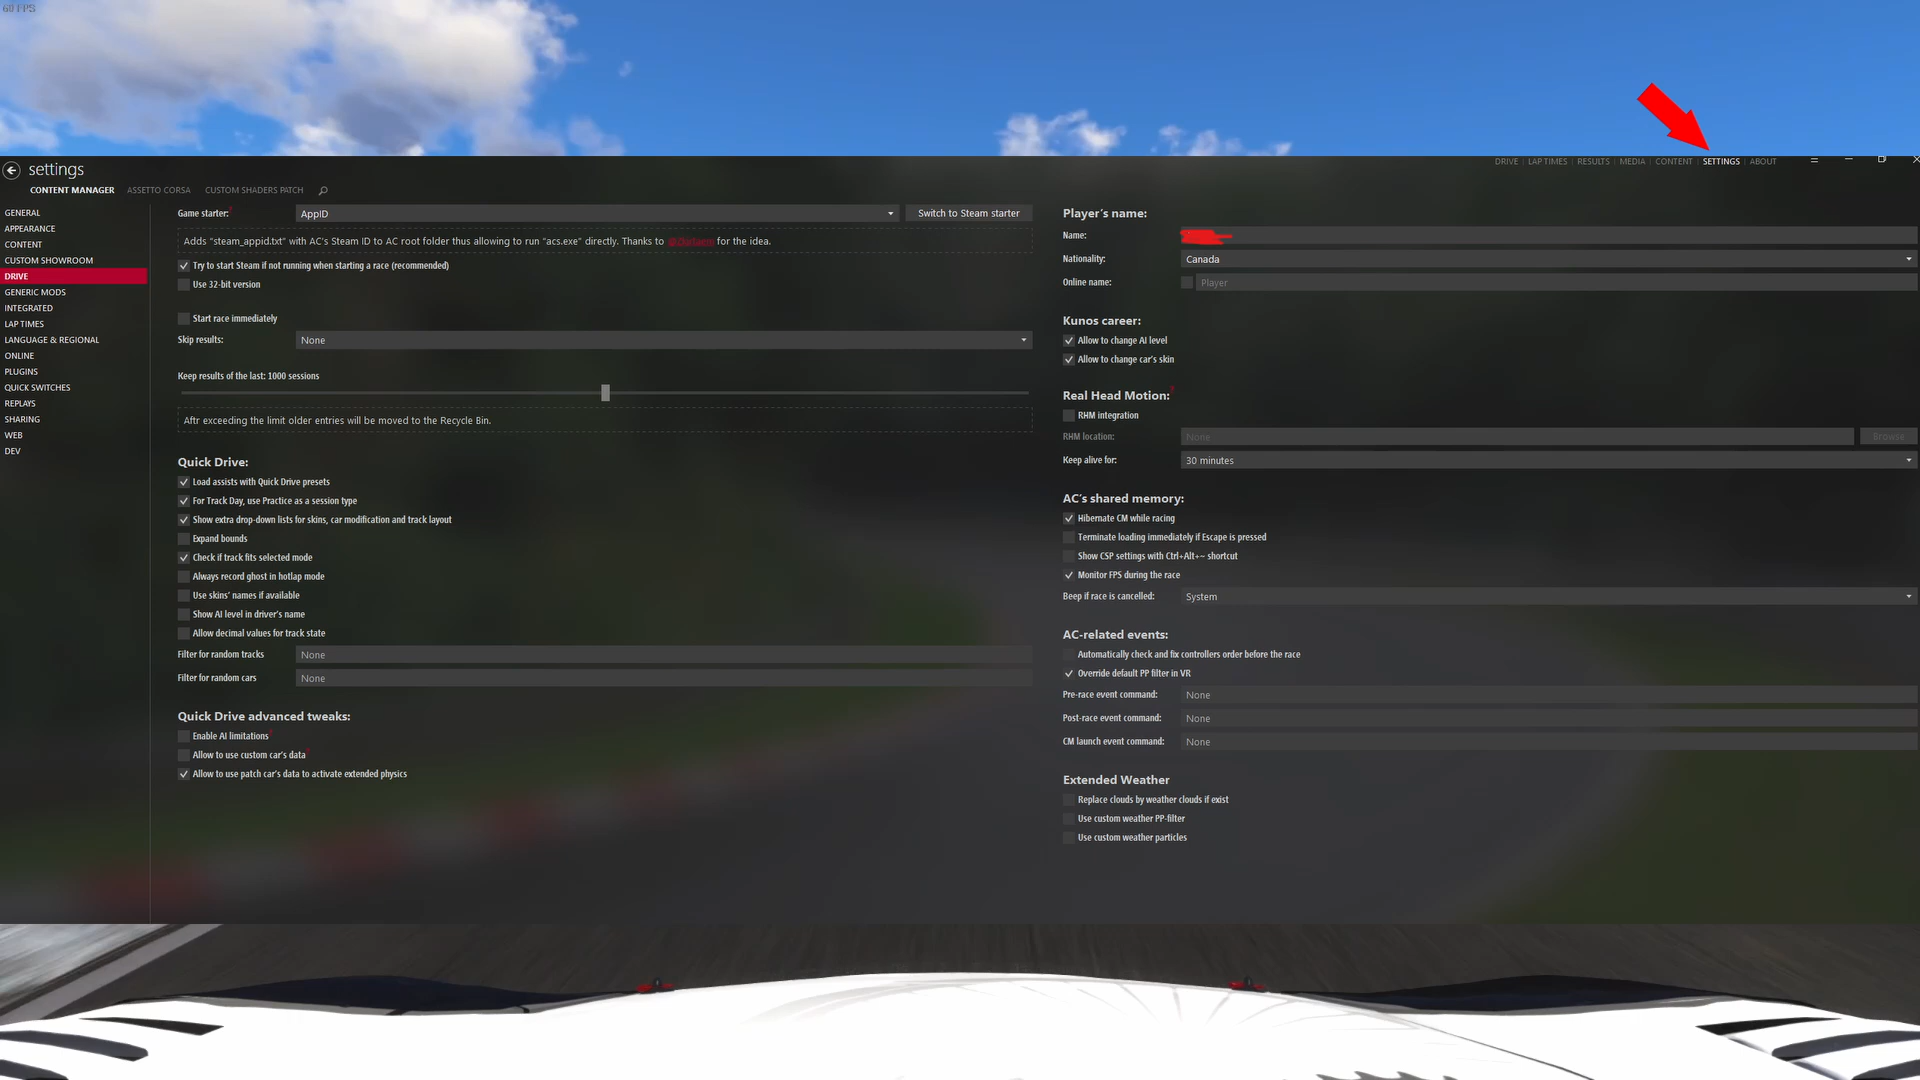 60 FPS
settings
DRIVE LAP TIMES RESULTS MEDIA CONTENT SETTINGS ABOUT
CONTENT MANAGER ASSETTO CORSA CUSTOM SHADERS PATCH
GENERAL
APPEARANCE
CONTENT
CUSTOM SHOWROOM
DRIVE
GENERIC MODS
INTEGRATED
LAP TIMES
LANGUAGE & REGIONAL
ONLINE
PLUGINS
QUICK SWITCHES
REPLAYS
SHARING
WEB
DEV
Game starter:* AppID Switch to Steam starter
Adds “steam_appid.txt” with AC's Steam ID to AC root folder thus allowing to run “acs.exe” directly. Thanks to for the idea.
Try to start Steam if not running when starting a race (recommended)
Use 32-bit version
Start race immediately
Skip results: None
Keep results of the last: 1000 sessions
Aftr exceeding the limit older entries will be moved to the Recycle Bin.
Quick Drive:
Load assists with Quick Drive presets
For Track Day, use Practice as a session type
Show extra drop-down lists for skins, car modification and track layout
Expand bounds
Check if track fits selected mode
Always record ghost in hotlap mode
Use skins' names if available
Show AI level in driver's name
Allow decimal values for track state
Filter for random tracks None
Filter for random cars None
Quick Drive advanced tweaks:
Enable AI limitations*
Allow to use custom car's data*
Allow to use patch car's data to activate extended physics
Player's name:
Name:
Nationality: Canada
Online name: Player
Kunos career:
Allow to change AI level
Allow to change car's skin
Real Head Motion:*
RHM integration
RHM location: None Browse
Keep alive for: 30 minutes
AC's shared memory:
Hibernate CM while racing
Terminate loading immediately if Escape is pressed
Show CSP settings with Ctrl+Alt+~ shortcut
Monitor FPS during the race
Beep if race is cancelled: System
AC-related events:
Automatically check and fix controllers order before the race
Override default PP filter in VR
Pre-race event command: None
Post-race event command: None
CM launch event command: None
Extended Weather
Replace clouds by weather clouds if exist
Use custom weather PP-filter
Use custom weather particles